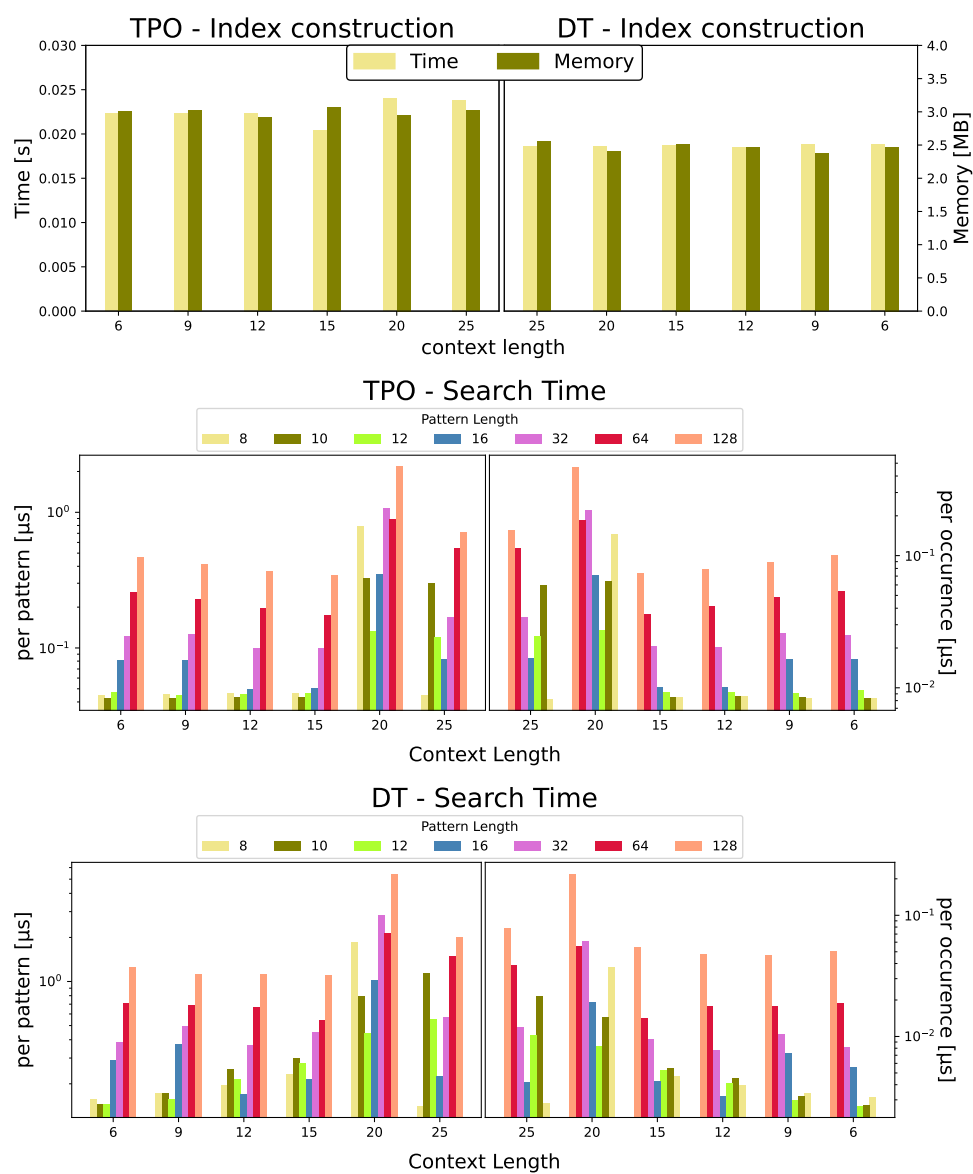 TPO - Index construction
DT - Index construction
Time Memory
0.030
0.025
0.020
0.015
0.010
0.005
0.000
Time [s]
4.0
3.5
3.0
2.5
2.0
1.5
1.0
0.5
0.0
Memory [MB]
6 9 12 15 20 25
25 20 15 12 9 6
context length
TPO - Search Time
Pattern Length
8 10 12 16 32 64 128
per pattern [µs]
10⁰
10⁻¹
per occurence [µs]
10⁻¹
10⁻²
6 9 12 15 20 25
25 20 15 12 9 6
Context Length
DT - Search Time
Pattern Length
8 10 12 16 32 64 128
per pattern [µs]
10⁰
per occurence [µs]
10⁻¹
10⁻²
6 9 12 15 20 25
25 20 15 12 9 6
Context Length